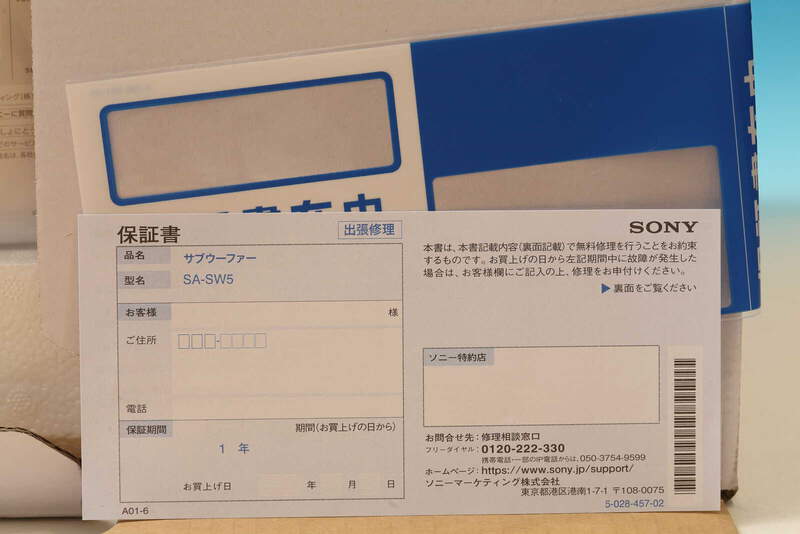 保証書
出張修理
品名 サブウーファー
型名 SA-SW5
お客様
様
ご住所
電話
保証期間
期間(お買上げの日から)
1 年
お買上げ日 年 月 日
A01-6
SONY
本書は、本書記載内容(裏面記載)で無料修理を行うことをお約束
するものです。お買上げの日から左記期間中に故障が発生した
場合は、お客様欄にご記入の上、修理をお申付けください。
▶裏面をご覧ください
ソニー特約店
お問合せ先：修理相談窓口
フリーダイヤル：0120-222-330
携帯電話・一部のIP電話からは、050-3754-9599
ホームページ：https://www.sony.jp/support/
ソニーマーケティング株式会社
東京都港区港南1-7-1 〒108-0075
5-028-457-02